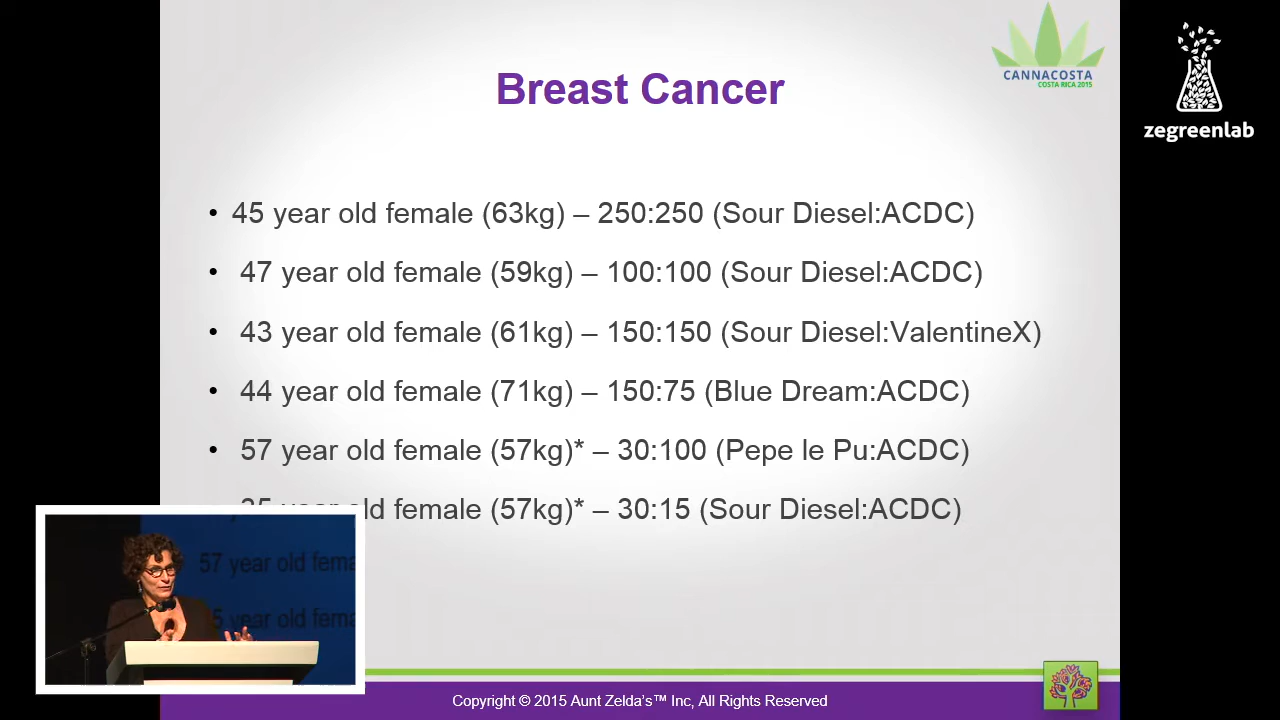 CANNACOSTA
COSTA RICA 2015
zegreenlab
Breast Cancer
• 45 year old female (63kg) – 250:250 (Sour Diesel:ACDC)
• 47 year old female (59kg) – 100:100 (Sour Diesel:ACDC)
• 43 year old female (61kg) – 150:150 (Sour Diesel:ValentineX)
• 44 year old female (71kg) – 150:75 (Blue Dream:ACDC)
• 57 year old female (57kg)* – 30:100 (Pepe le Pu:ACDC)
year old female (57kg)* – 30:15 (Sour Diesel:ACDC)
57 year old fema
5 year old fema
Copyright © 2015 Aunt Zelda's™ Inc, All Rights Reserved